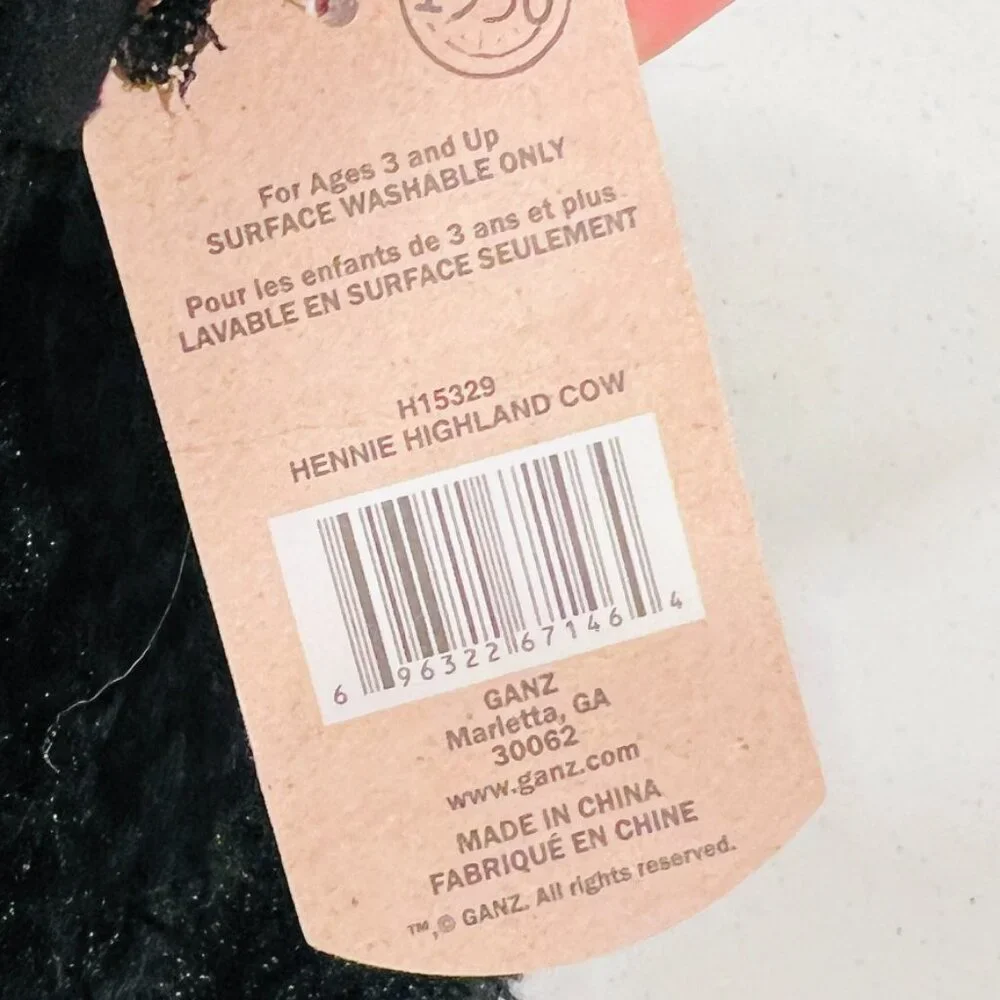 1950
For Ages 3 and Up
SURFACE WASHABLE ONLY
Pour les enfants de 3 ans et plus
LAVABLE EN SURFACE SEULEMENT
H15329
HENNIE HIGHLAND COW
6 96322 67146 4
GANZ
Marietta, GA
30062
www.ganz.com
MADE IN CHINA
FABRIQUÉ EN CHINE
™,© GANZ. All rights reserved.